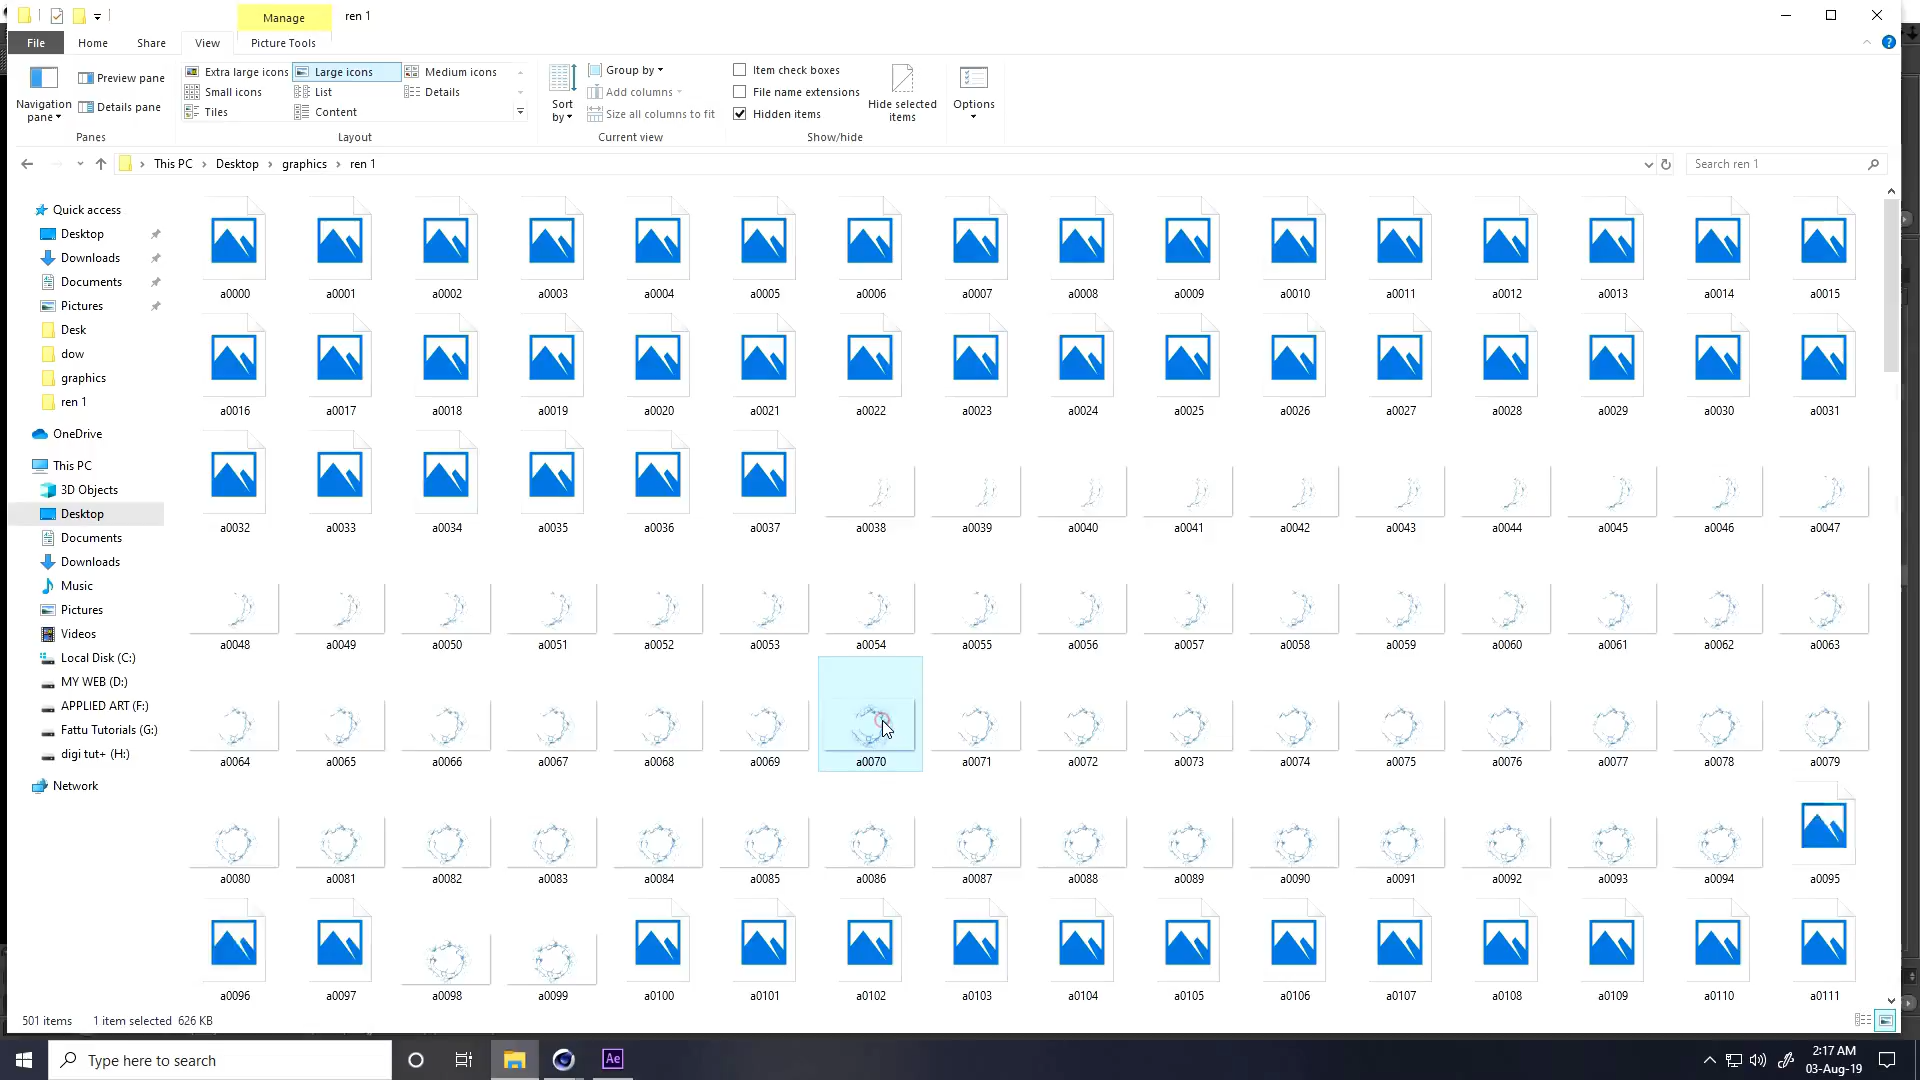 Manage
ren 1
File
Home
Share
View
Picture Tools
Navigation pane
Preview pane
Details pane
Panes
Extra large icons
Large icons
Medium icons
Small icons
List
Details
Tiles
Content
Layout
Sort by
Group by
Add columns
Size all columns to fit
Current view
Item check boxes
File name extensions
Hidden items
Hide selected items
Show/hide
Options
This PC
Desktop
graphics
ren 1
Search ren 1
Quick access
Desktop
Downloads
Documents
Pictures
Desk
dow
graphics
ren 1
OneDrive
This PC
3D Objects
Desktop
Documents
Downloads
Music
Pictures
Videos
Local Disk (C:)
MY WEB (D:)
APPLIED ART (F:)
Fattu Tutorials (G:)
digi tut+ (H:)
Network
a0000 a0001 a0002 a0003 a0004 a0005 a0006 a0007 a0008 a0009 a0010 a0011 a0012 a0013 a0014 a0015
a0016 a0017 a0018 a0019 a0020 a0021 a0022 a0023 a0024 a0025 a0026 a0027 a0028 a0029 a0030 a0031
a0032 a0033 a0034 a0035 a0036 a0037 a0038 a0039 a0040 a0041 a0042 a0043 a0044 a0045 a0046 a0047
a0048 a0049 a0050 a0051 a0052 a0053 a0054 a0055 a0056 a0057 a0058 a0059 a0060 a0061 a0062 a0063
a0064 a0065 a0066 a0067 a0068 a0069 a0070 a0071 a0072 a0073 a0074 a0075 a0076 a0077 a0078 a0079
a0080 a0081 a0082 a0083 a0084 a0085 a0086 a0087 a0088 a0089 a0090 a0091 a0092 a0093 a0094 a0095
a0096 a0097 a0098 a0099 a0100 a0101 a0102 a0103 a0104 a0105 a0106 a0107 a0108 a0109 a0110 a0111
501 items
1 item selected 626 KB
Type here to search
Ae
2:17 AM
03-Aug-19